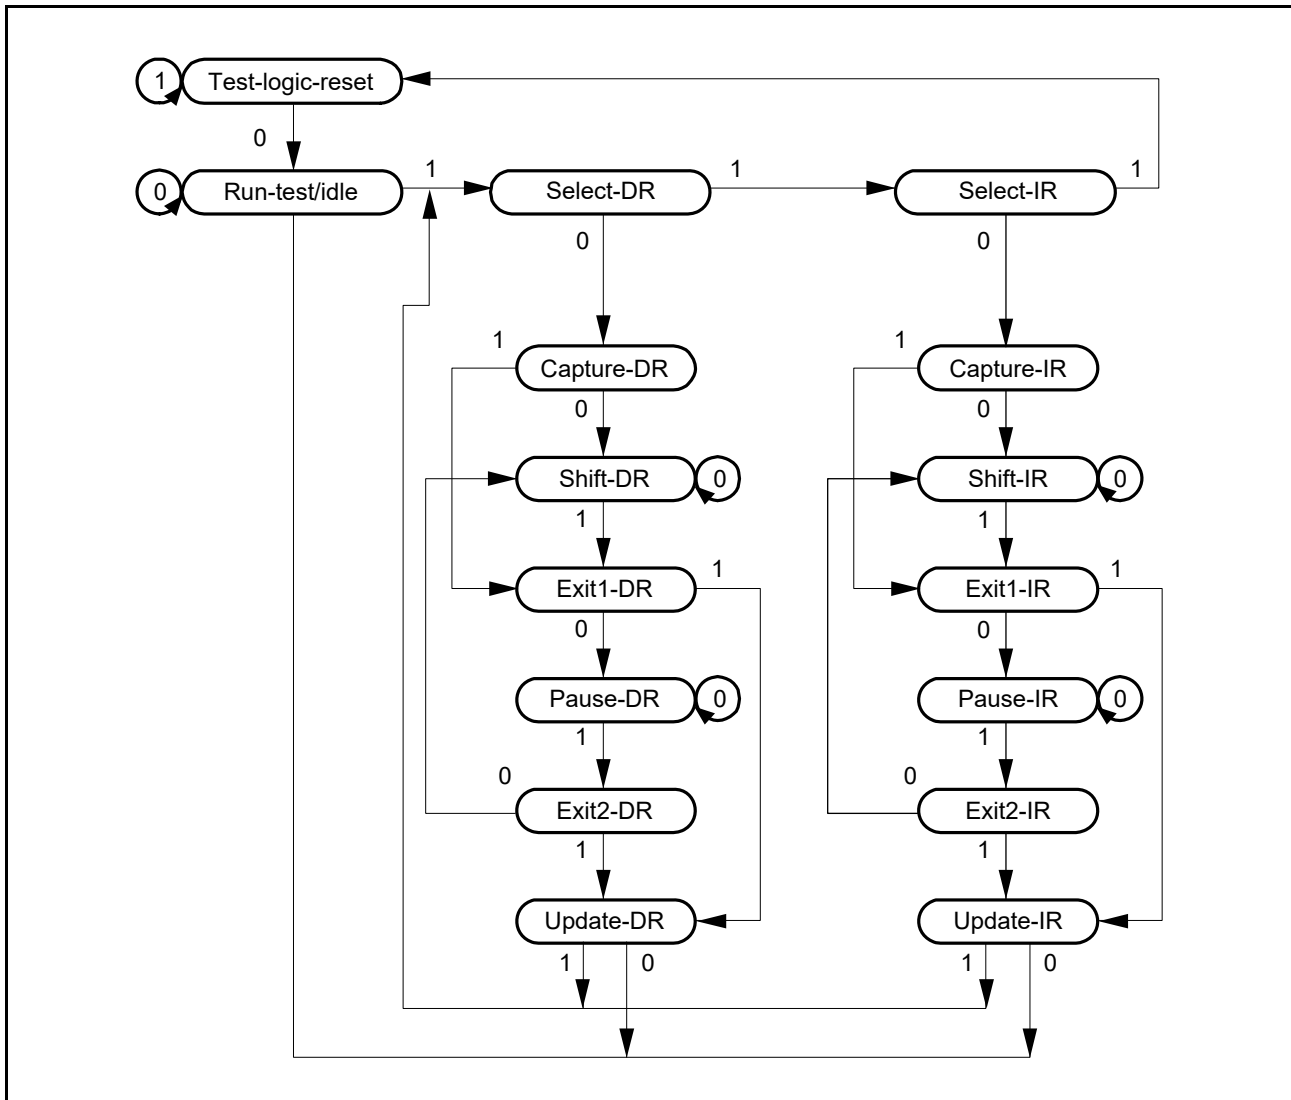 1 Test-logic-reset
0
0 Run-test/idle 1 Select-DR 1 Select-IR 1
0 0
1 1
Capture-DR Capture-IR
0 0
Shift-DR 0 Shift-IR 0
1 1
Exit1-DR 1 Exit1-IR 1
0 0
Pause-DR 0 Pause-IR 0
1 1
0 0
Exit2-DR Exit2-IR
1 1
Update-DR Update-IR
1 0 1 0